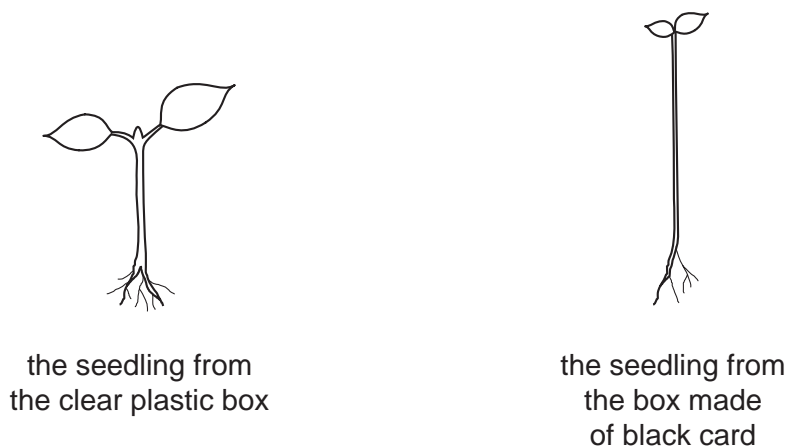 the seedling from
the clear plastic box
the seedling from
the box made
of black card